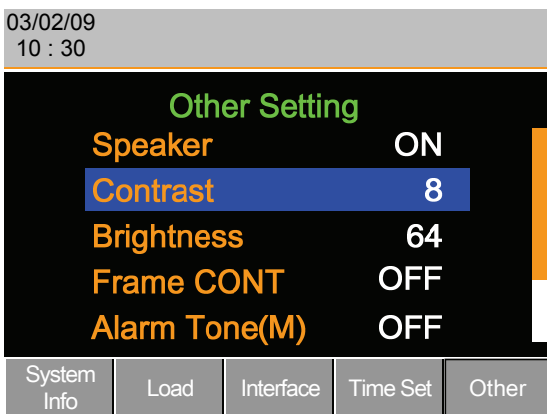 03/02/09
10 : 30
Other Setting
Speaker ON
Contrast 8
Brightness 64
Frame CONT OFF
Alarm Tone(M) OFF
System Info Load Interface Time Set Other